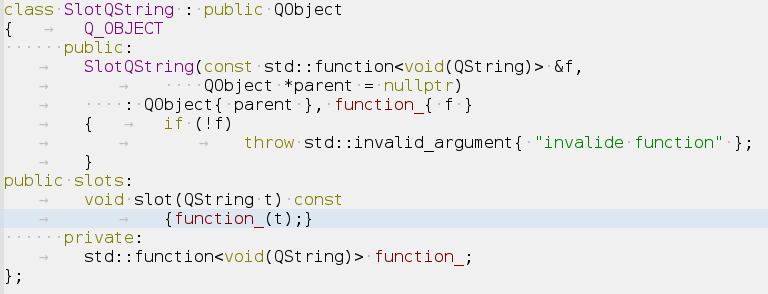 class SlotQString : public QObject
{ Q_OBJECT
public:
SlotQString(const std::function<void(QString)> &f,
QObject *parent = nullptr)
: QObject{ parent }, function_{ f }
{ if (!f)
throw std::invalid_argument{ "invalide function" };
}
public slots:
void slot(QString t) const
{function_(t);}
private:
std::function<void(QString)> function_;
};